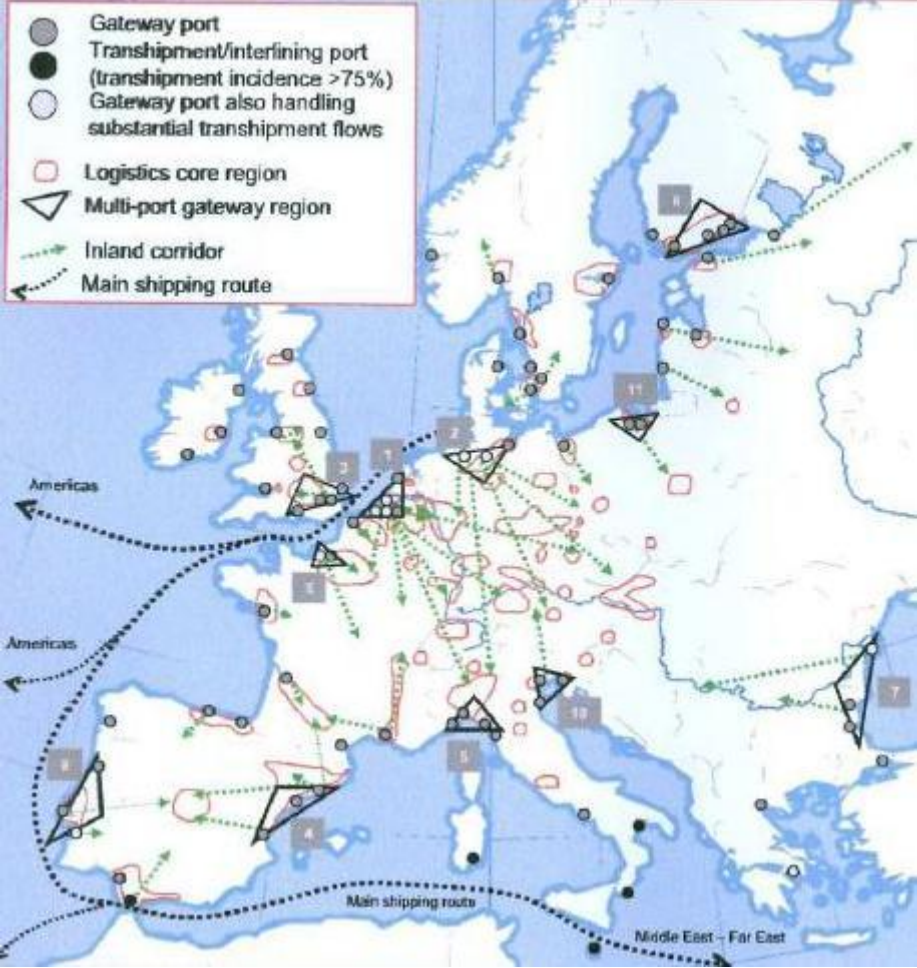 Gateway port
Transhipment/interlining port
(transhipment incidence >75%)
Gateway port also handling
substantial transhipment flows
Logistics core region
Multi-port gateway region
Inland corridor
Main shipping route
11
2
1
3
Americas
Americas
7
10
5
4
Main shipping route
Middle East – Far East